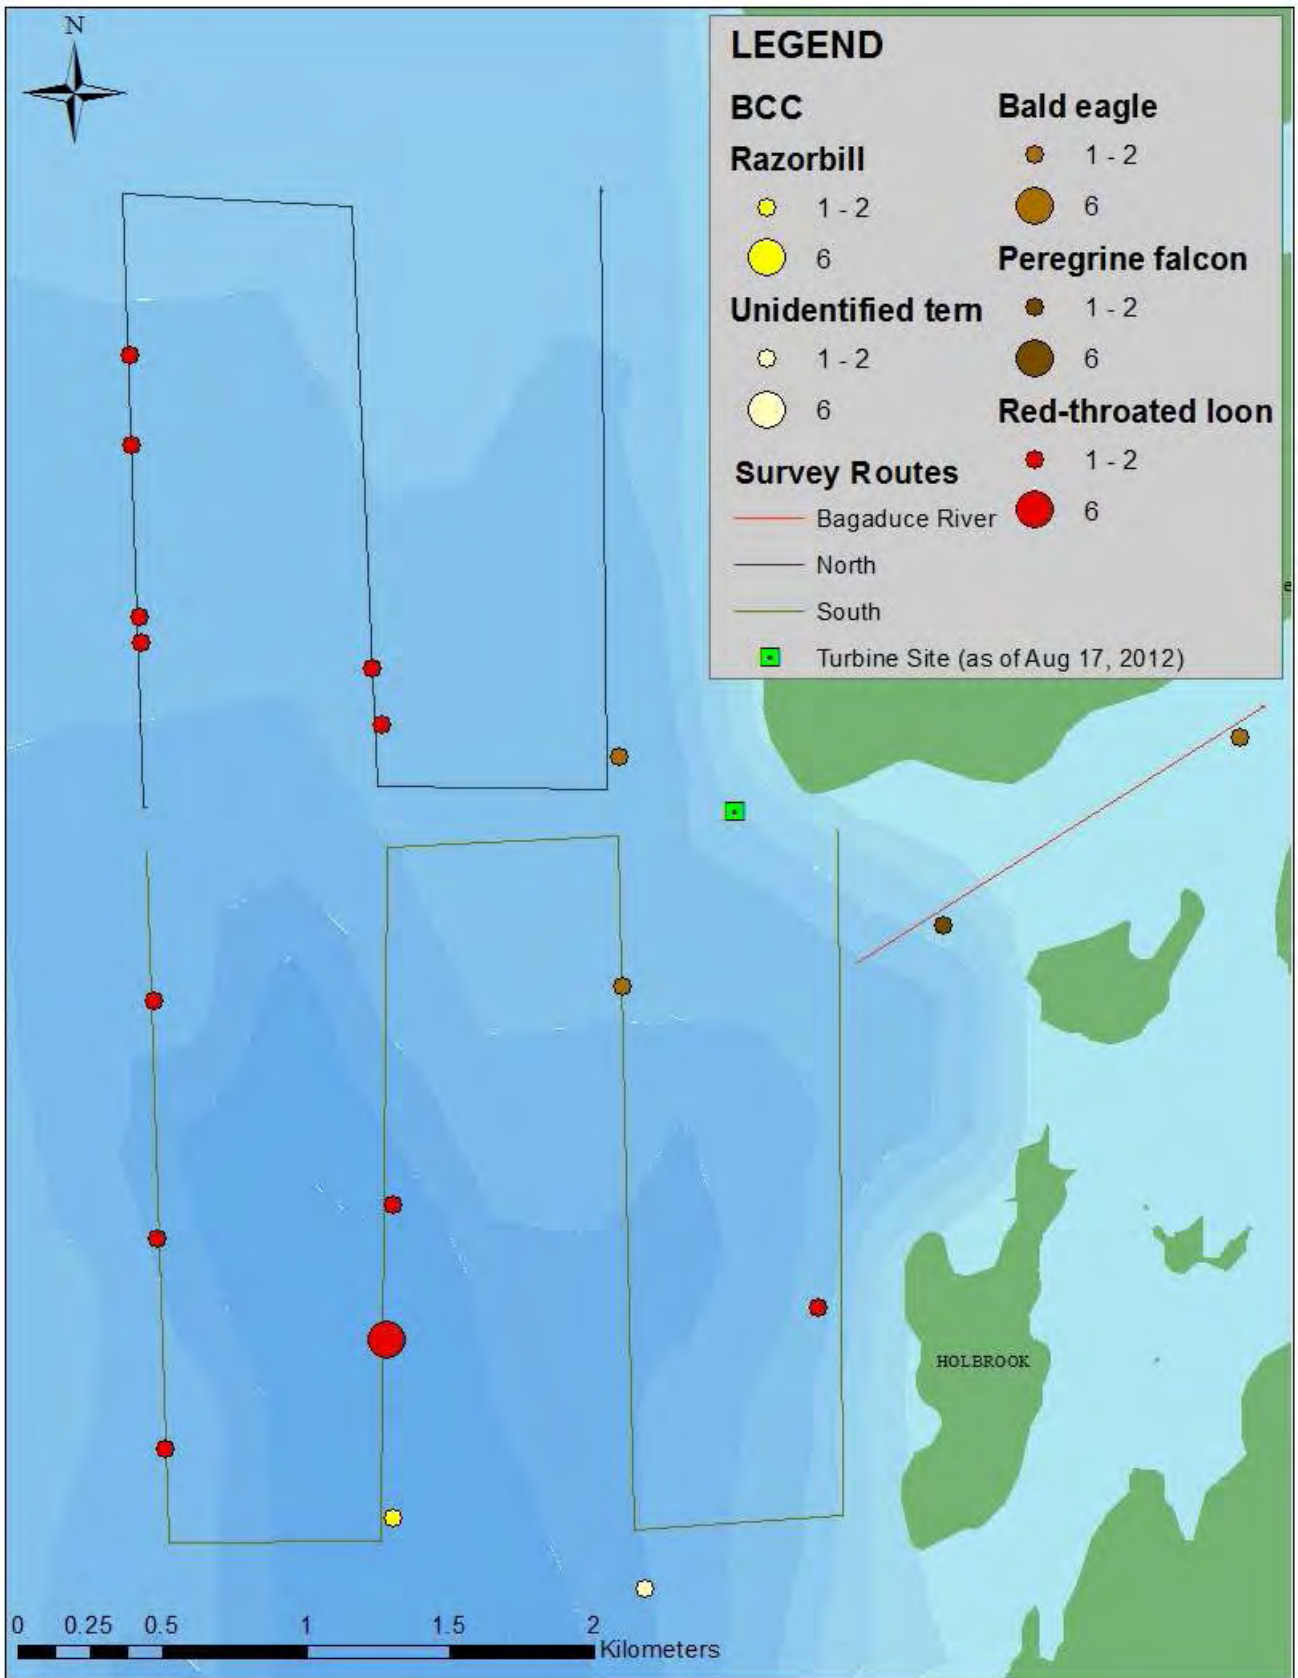 N
LEGEND
BCC
Razorbill
1 - 2
6
Unidentified tern
1 - 2
6
Bald eagle
1 - 2
6
Peregrine falcon
1 - 2
6
Red-throated loon
1 - 2
6
Survey Routes
Bagaduce River
North
South
Turbine Site (as of Aug 17, 2012)
e
HOLBROOK
0 0.25 0.5 1 1.5 2
Kilometers